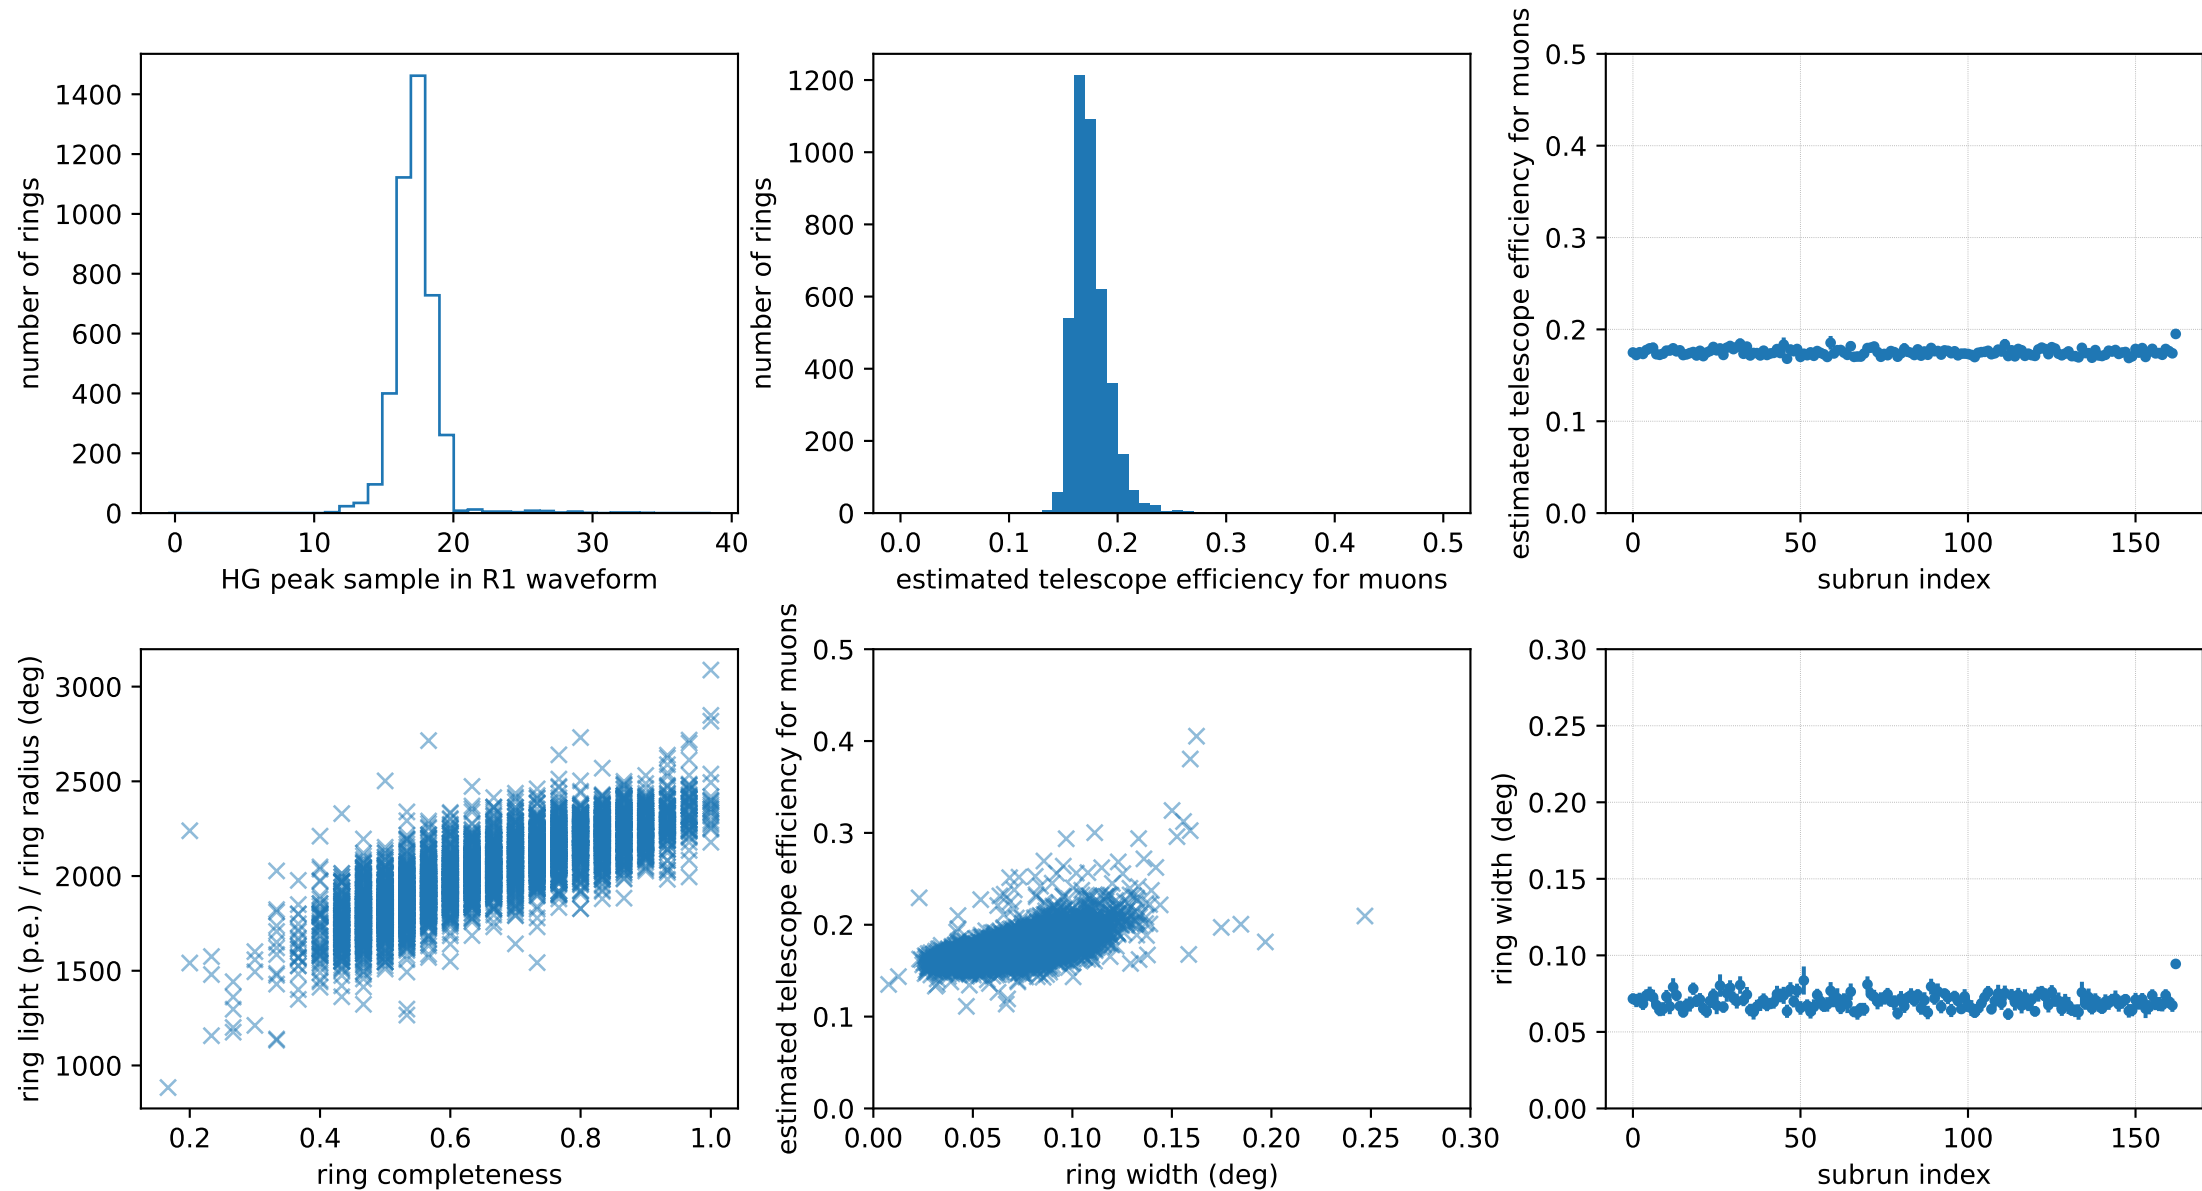 number of rings
1400
1200
1000
800
600
400
200
0
0 10 20 30 40
HG peak sample in R1 waveform
number of rings
1200
1000
800
600
400
200
0
0.0 0.1 0.2 0.3 0.4 0.5
estimated telescope efficiency for muons
estimated telescope efficiency for muons
0.5
0.4
0.3
0.2
0.1
0.0
0 50 100 150
subrun index
ring light (p.e.) / ring radius (deg)
3000
2500
2000
1500
1000
0.2 0.4 0.6 0.8 1.0
ring completeness
estimated telescope efficiency for muons
0.5
0.4
0.3
0.2
0.1
0.0
0.00 0.05 0.10 0.15 0.20 0.25 0.30
ring width (deg)
ring width (deg)
0.30
0.25
0.20
0.15
0.10
0.05
0.00
0 50 100 150
subrun index